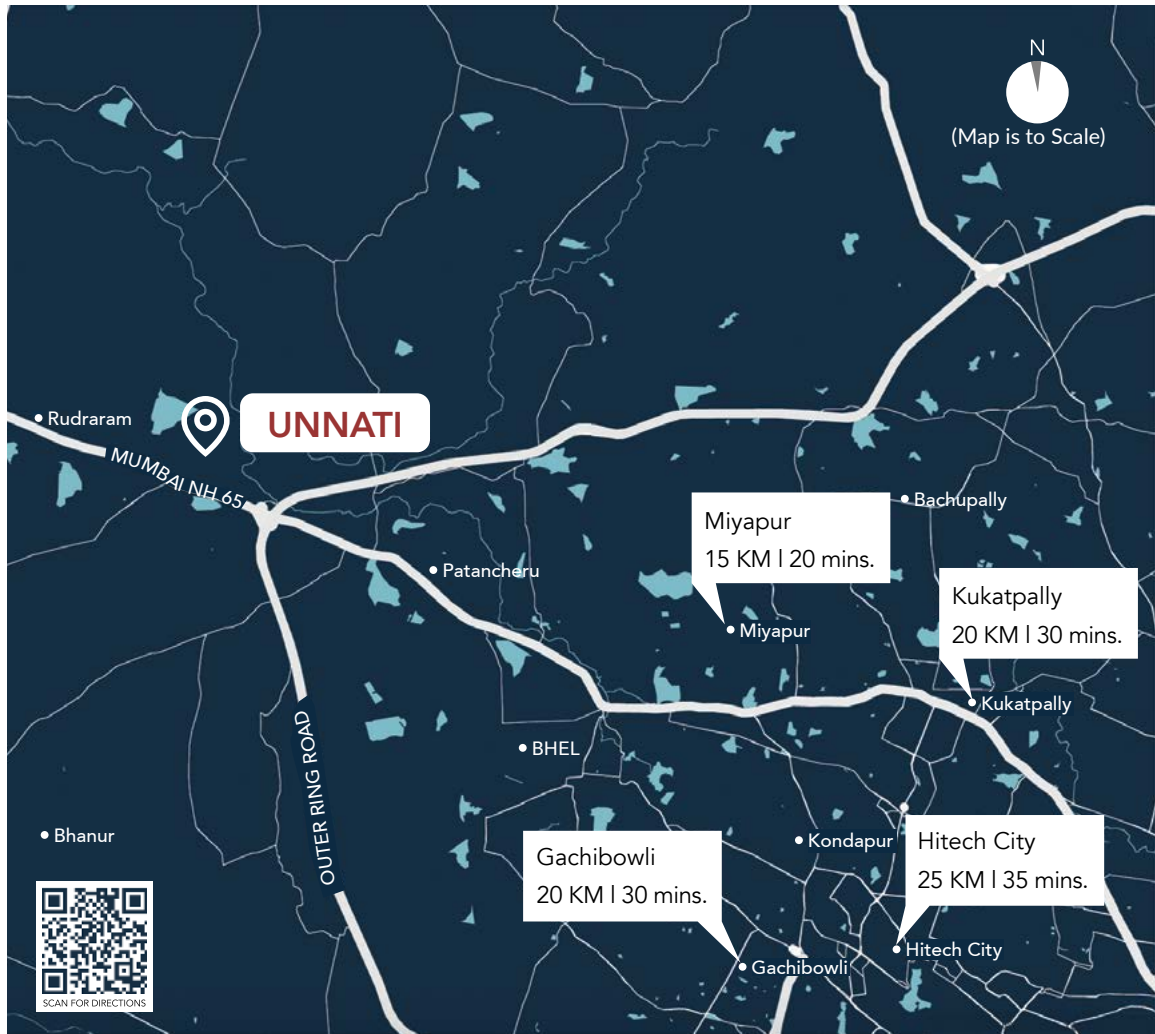 N
(Map is to Scale)
Rudraram
UNNATI
MUMBAI NH 65
Bachupally
Miyapur
15 KM | 20 mins.
Patancheru
Kukatpally
20 KM | 30 mins.
Miyapur
Kukatpally
OUTER RING ROAD
BHEL
Bhanur
Kondapur
Hitech City
25 KM | 35 mins.
Gachibowli
20 KM | 30 mins.
Hitech City
Gachibowli
SCAN FOR DIRECTIONS